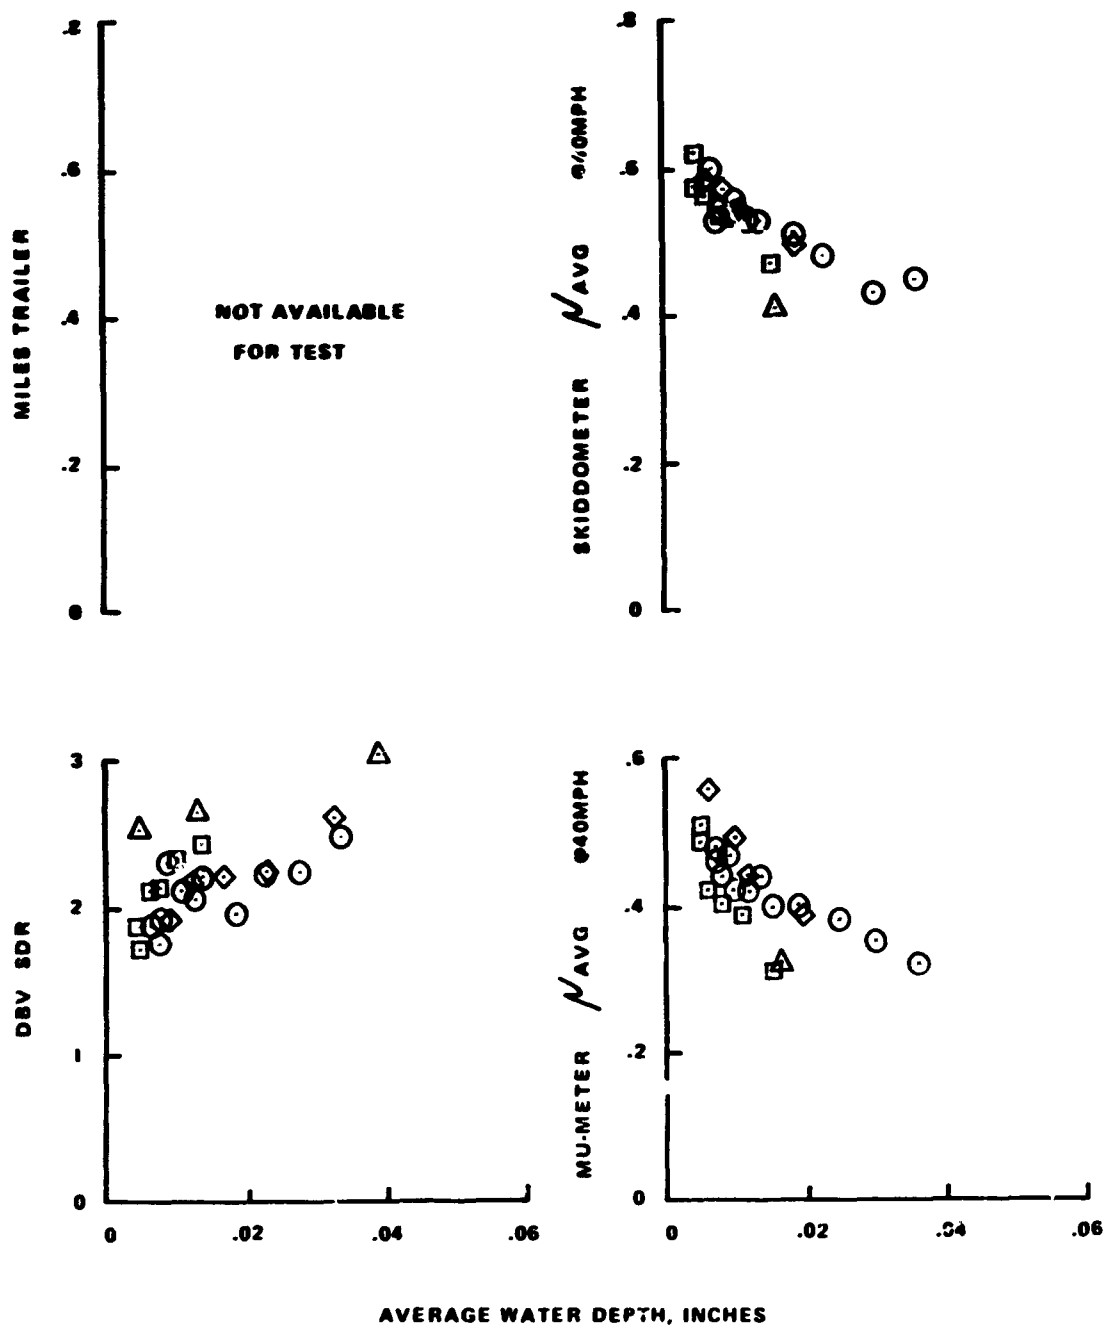 MILES TRAILER
.8
.6
.4
.2
0
NOT AVAILABLE
FOR TEST
SKIDDOMETER μ AVG @40MPH
.8
.6
.4
.2
0
DBV SDR
3
2
1
0
0 .02 .04 .06
MU-METER μ AVG @40MPH
.6
.4
.2
0
0 .02 .04 .06
AVERAGE WATER DEPTH, INCHES